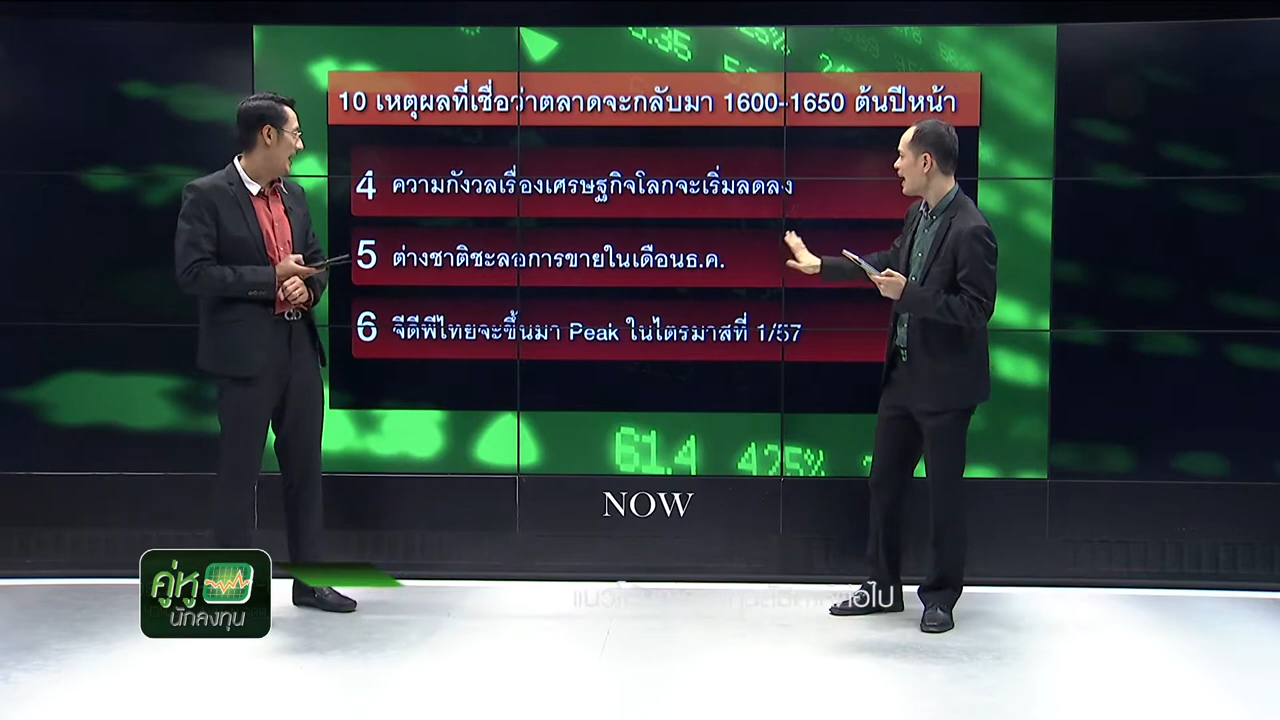 10 เหตุผลที่เชื่อว่าตลาดจะกลับมา 1600-1650 ต้นปีหน้า
4 ความกังวลเรื่องเศรษฐกิจโลกจะเริ่มลดลง
5 ต่างชาติชะลอการขายในเดือนธ.ค.
6 จีดีพีไทยจะขึ้นมา Peak ในไตรมาสที่ 1/57
61.4 425%
NOW
คู่หู
นักลงทุน